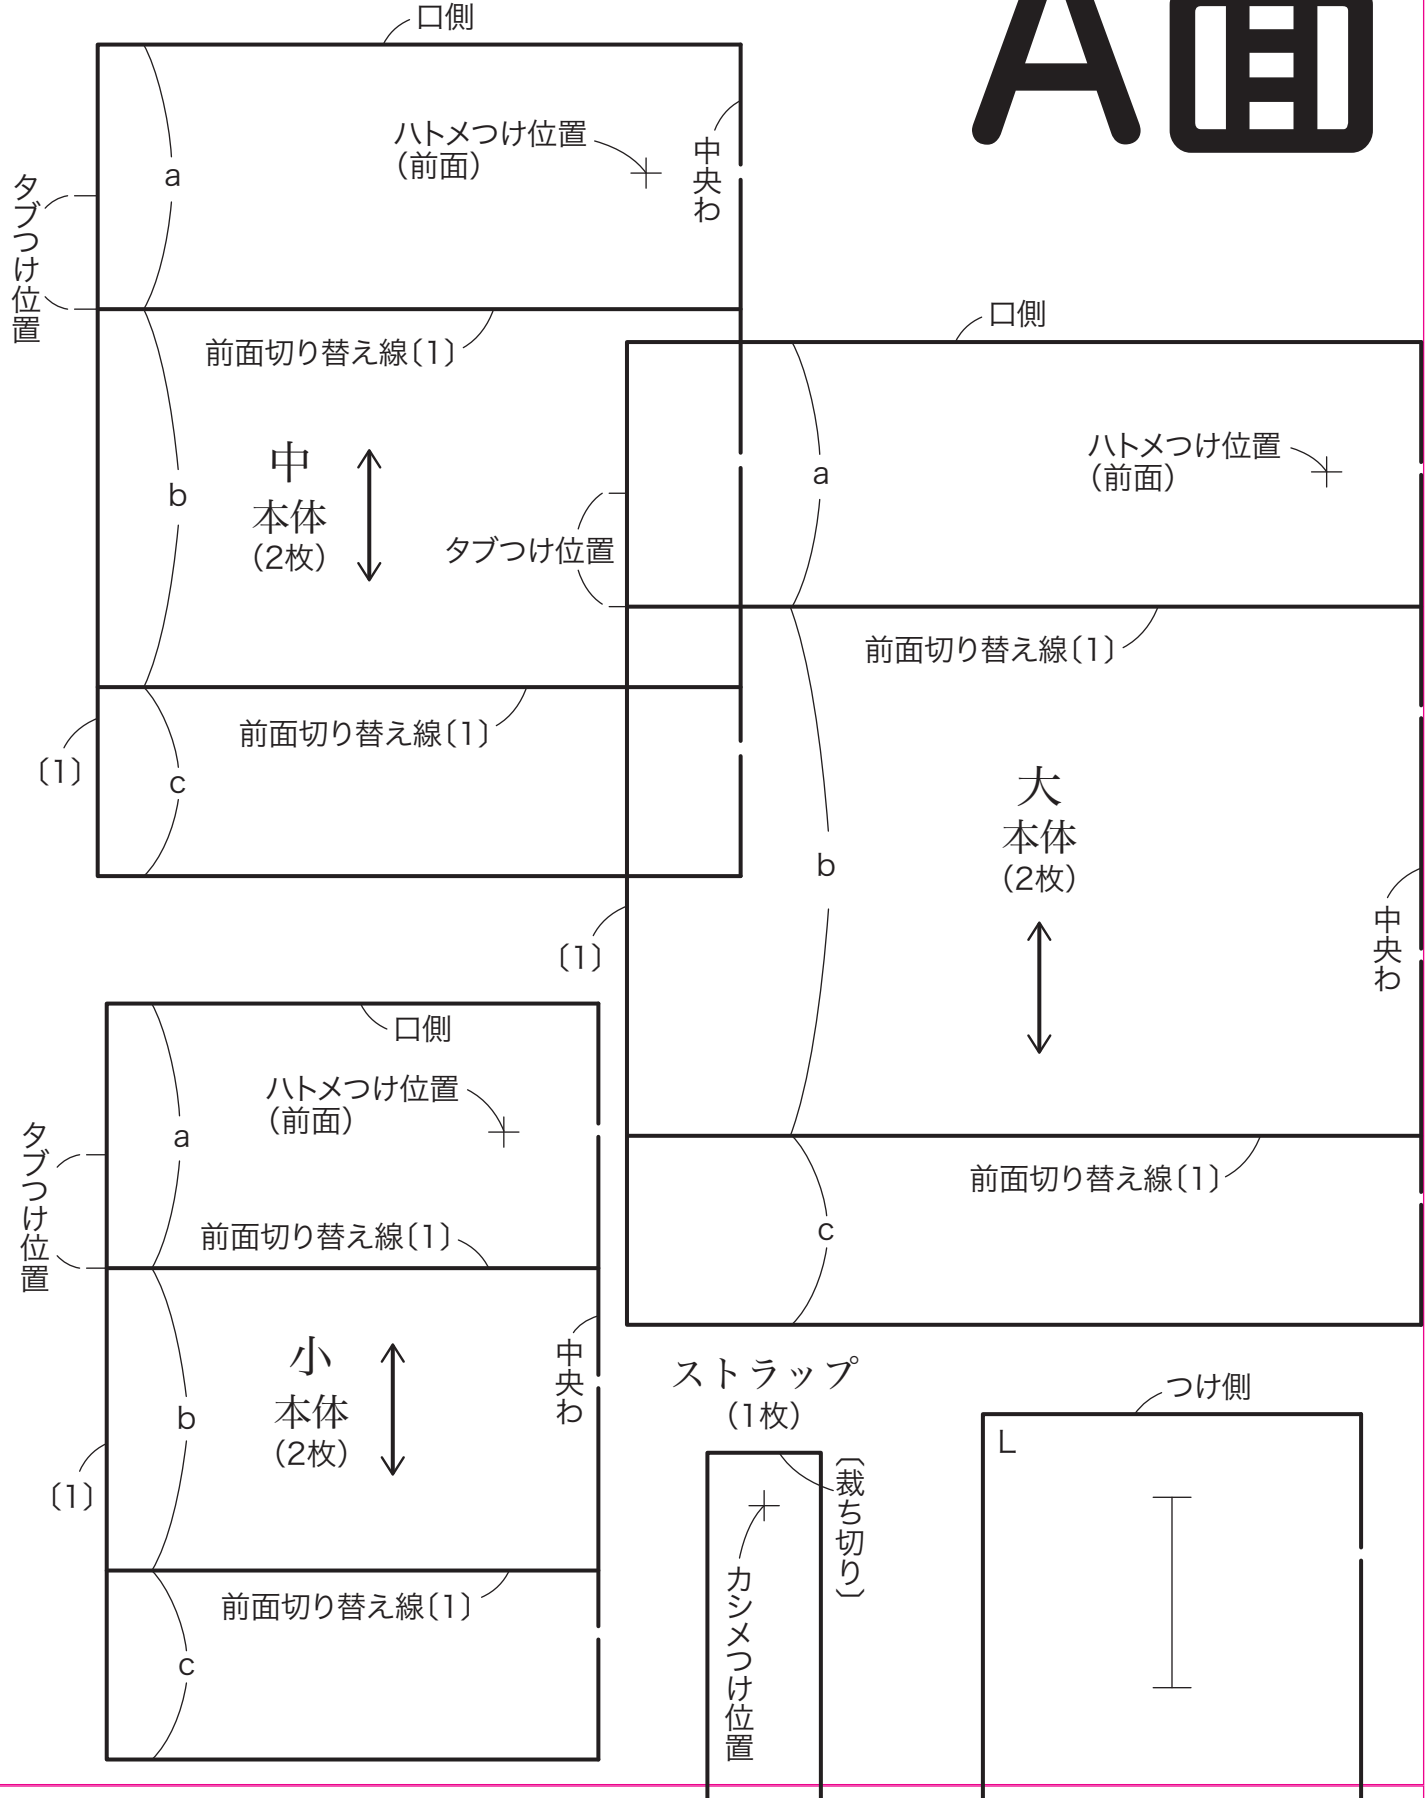 A面
口側
ハトメつけ位置
（前面）
中央わ
a
タブつけ位置
前面切り替え線〔1〕
中
本体
（2枚）
b
前面切り替え線〔1〕
〔1〕
c
口側
ハトメつけ位置
（前面）
a
タブつけ位置
前面切り替え線〔1〕
大
本体
（2枚）
b
中央わ
〔1〕
前面切り替え線〔1〕
c
口側
ハトメつけ位置
（前面）
a
タブつけ位置
前面切り替え線〔1〕
小
本体
（2枚）
中央わ
b
〔1〕
前面切り替え線〔1〕
c
ストラップ
（1枚）
〔裁ち切り〕
カシメつけ位置
つけ側
L